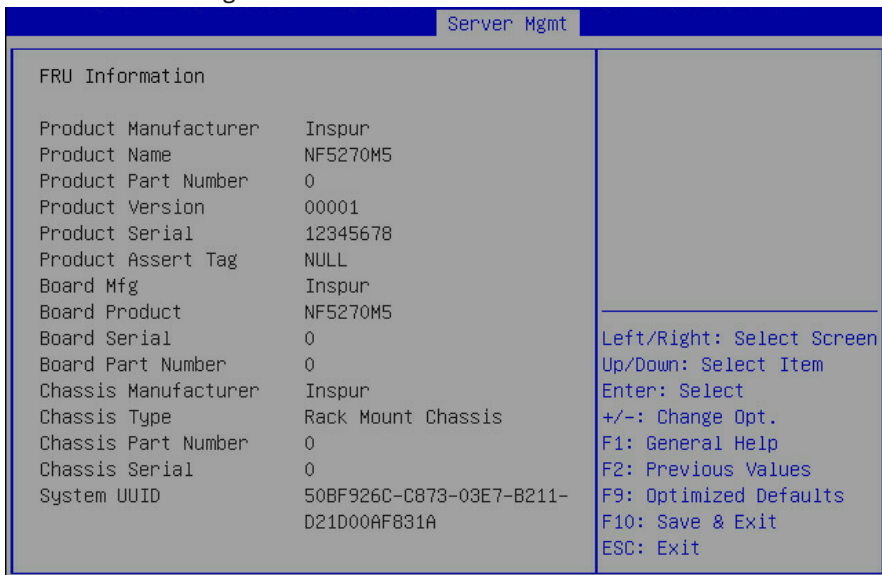 Server Mgmt
FRU Information
Product Manufacturer Inspur
Product Name NF5270M5
Product Part Number 0
Product Version 00001
Product Serial 12345678
Product Assert Tag NULL
Board Mfg Inspur
Board Product NF5270M5
Board Serial 0
Board Part Number 0
Chassis Manufacturer Inspur
Chassis Type Rack Mount Chassis
Chassis Part Number 0
Chassis Serial 0
System UUID 50BF926C-C873-03E7-B211-
D21D00AF831A
Left/Right: Select Screen
Up/Down: Select Item
Enter: Select
+/-: Change Opt.
F1: General Help
F2: Previous Values
F9: Optimized Defaults
F10: Save & Exit
ESC: Exit